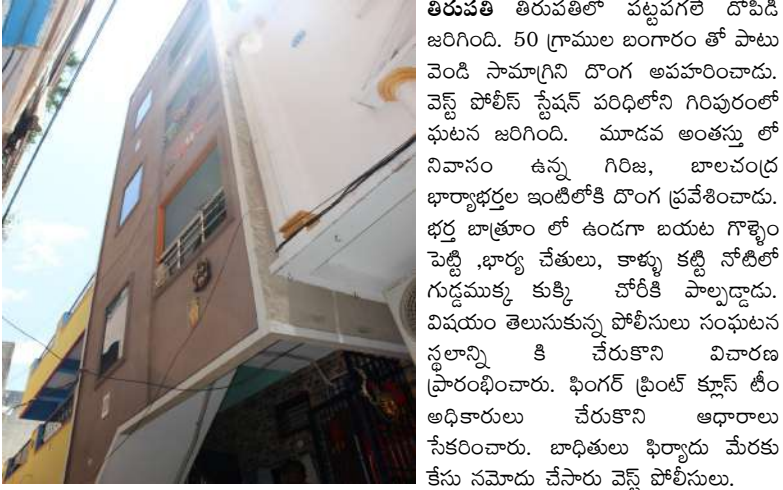 తిరుపతి తిరుపతిలో పట్టపగలే దోపిడి
జరిగింది. 50 గ్రాముల బంగారం తో పాటు
వెండి సామాగ్రిని దొంగ అపహరించాడు.
వెస్ట్ పోలీస్ స్టేషన్ పరిధిలోని గిరిపురంలో
ఘటన జరిగింది. మూడవ అంతస్తు లో
నివాసం ఉన్న గిరిజ, బాలచంద్ర
భార్యాభర్తల ఇంటిలోకి దొంగ ప్రవేశించాడు.
భర్త బాత్రూం లో ఉండగా బయట గొళ్ళెం
పెట్టి ,భార్య చేతులు, కాళ్ళు కట్టి నోటిలో
గుడ్డముక్క కుక్కి చోరీకి పాల్పడ్డాడు.
విషయం తెలుసుకున్న పోలీసులు సంఘటన
స్థలాన్ని కి చేరుకొని విచారణ
ప్రారంభించారు. ఫింగర్ ప్రింట్ క్లూస్ టీం
అధికారులు చేరుకొని ఆధారాలు
సేకరించారు. బాధితులు ఫిర్యాదు మేరకు
కేసు నమోదు చేసారు వెస్ట్ పోలీసులు.